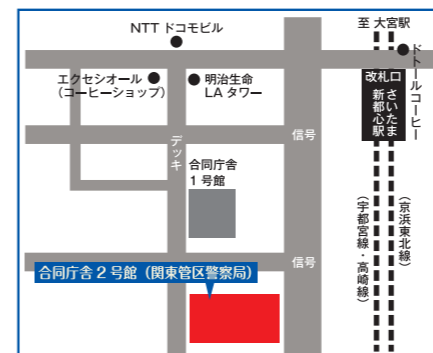 NTT ドコモビル
至 大宮駅
エクセシオール
(コーヒーショップ)
明治生命
LA タワー
ドトールコーヒー
改札口
さいたま
新都心駅
デッキ
信号
合同庁舎
1 号館
(宇都宮線・高崎線)
(京浜東北線)
信号
合同庁舎 2 号館(関東管区警察局)